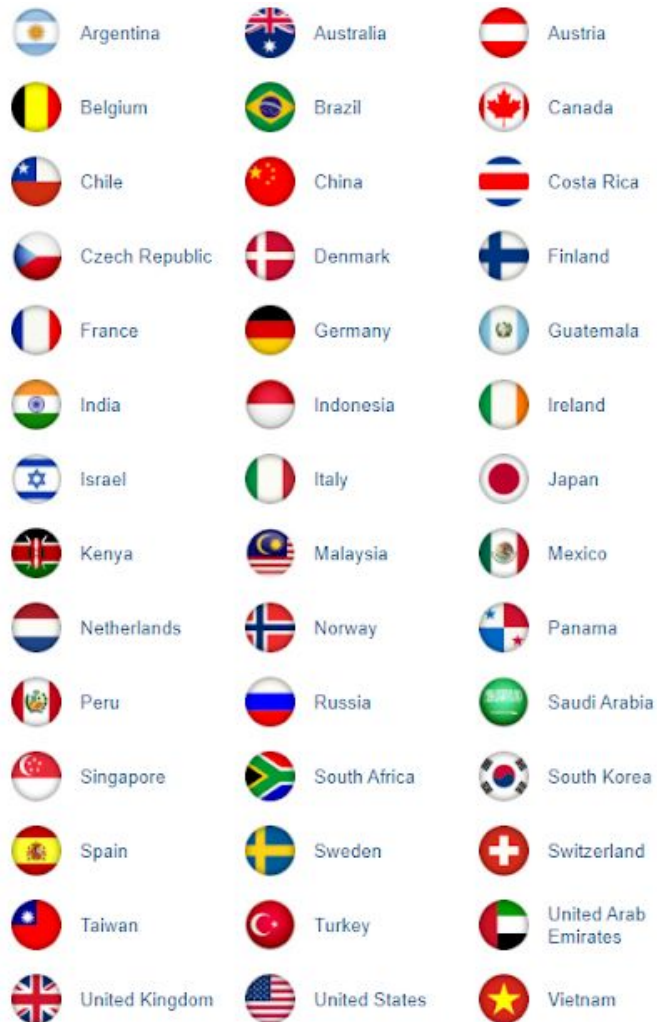 Argentina
Australia
Austria
Belgium
Brazil
Canada
Chile
China
Costa Rica
Czech Republic
Denmark
Finland
France
Germany
Guatemala
India
Indonesia
Ireland
Israel
Italy
Japan
Kenya
Malaysia
Mexico
Netherlands
Norway
Panama
Peru
Russia
Saudi Arabia
Singapore
South Africa
South Korea
Spain
Sweden
Switzerland
Taiwan
Turkey
United Arab
Emirates
United Kingdom
United States
Vietnam